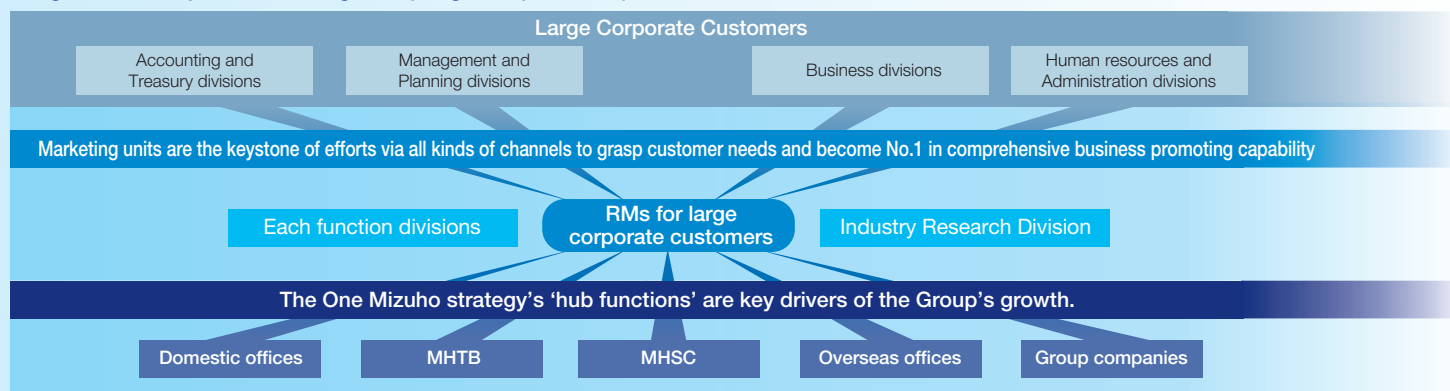 Large Corporate Customers
Accounting and
Treasury divisions
Management and
Planning divisions
Business divisions
Human resources and
Administration divisions
Marketing units are the keystone of efforts via all kinds of channels to grasp customer needs and become No.1 in comprehensive business promoting capability
Each function divisions
RMs for large
corporate customers
Industry Research Division
The One Mizuho strategy's ‘hub functions’ are key drivers of the Group's growth.
Domestic offices
MHTB
MHSC
Overseas offices
Group companies